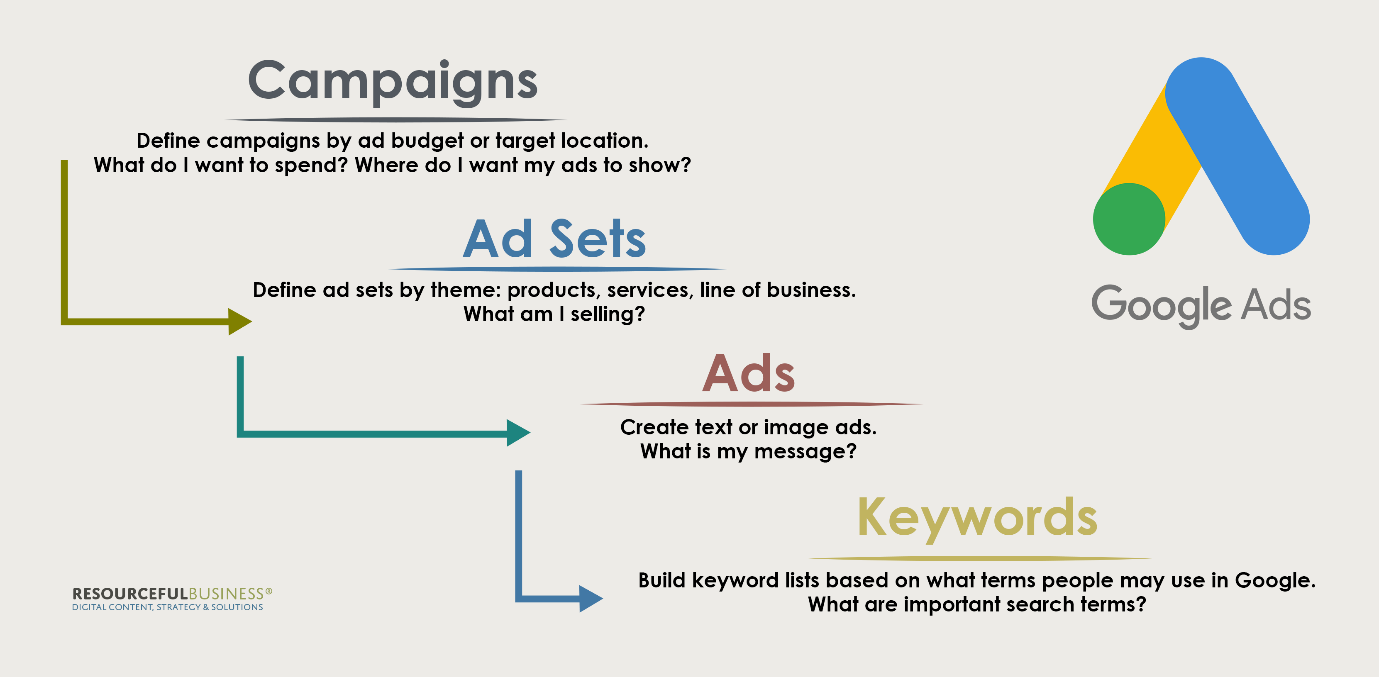 Campaigns
Define campaigns by ad budget or target location.
What do I want to spend? Where do I want my ads to show?
Ad Sets
Define ad sets by theme: products, services, line of business.
What am I selling?
Google Ads
Ads
Create text or image ads.
What is my message?
Keywords
Build keyword lists based on what terms people may use in Google.
What are important search terms?
RESOURCEFULBUSINESS®
DIGITAL CONTENT, STRATEGY & SOLUTIONS